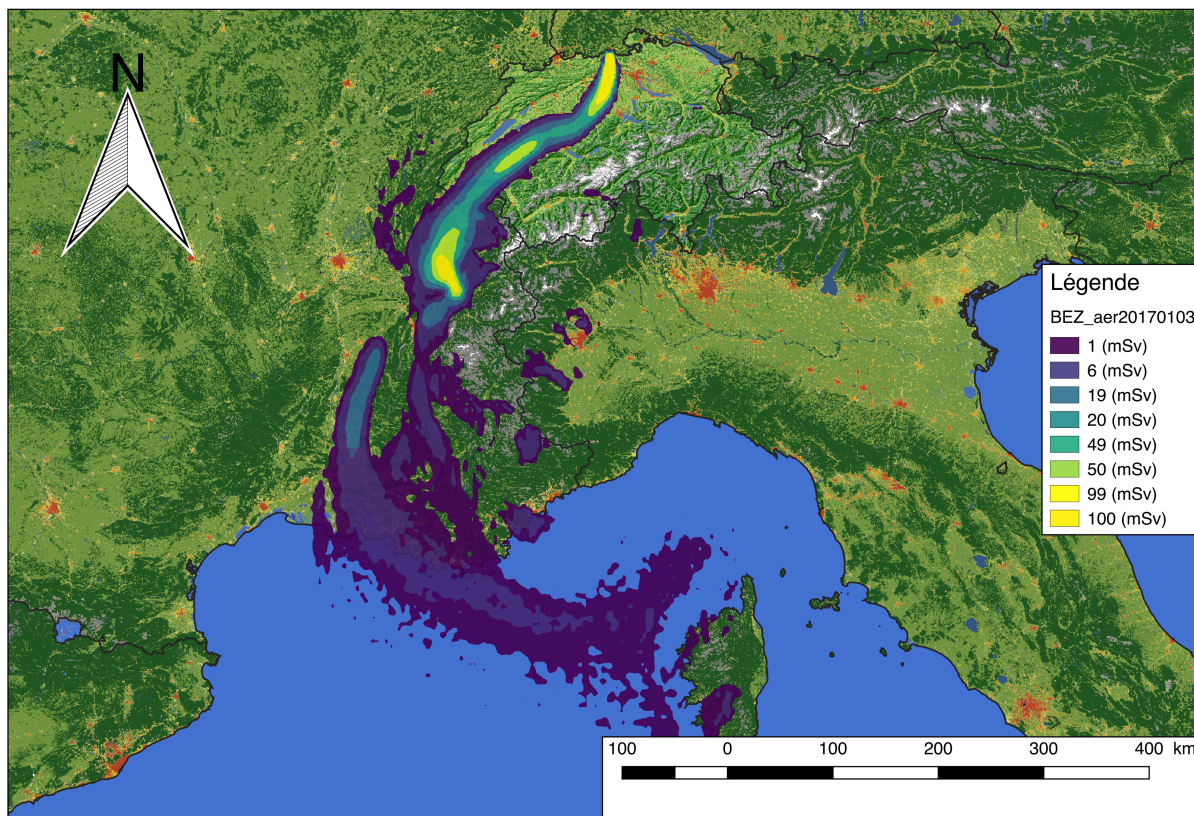 N
Légende
BEZ_aer20170103
1 (mSv)
6 (mSv)
19 (mSv)
20 (mSv)
49 (mSv)
50 (mSv)
99 (mSv)
100 (mSv)
100 0 100 200 300 400 km